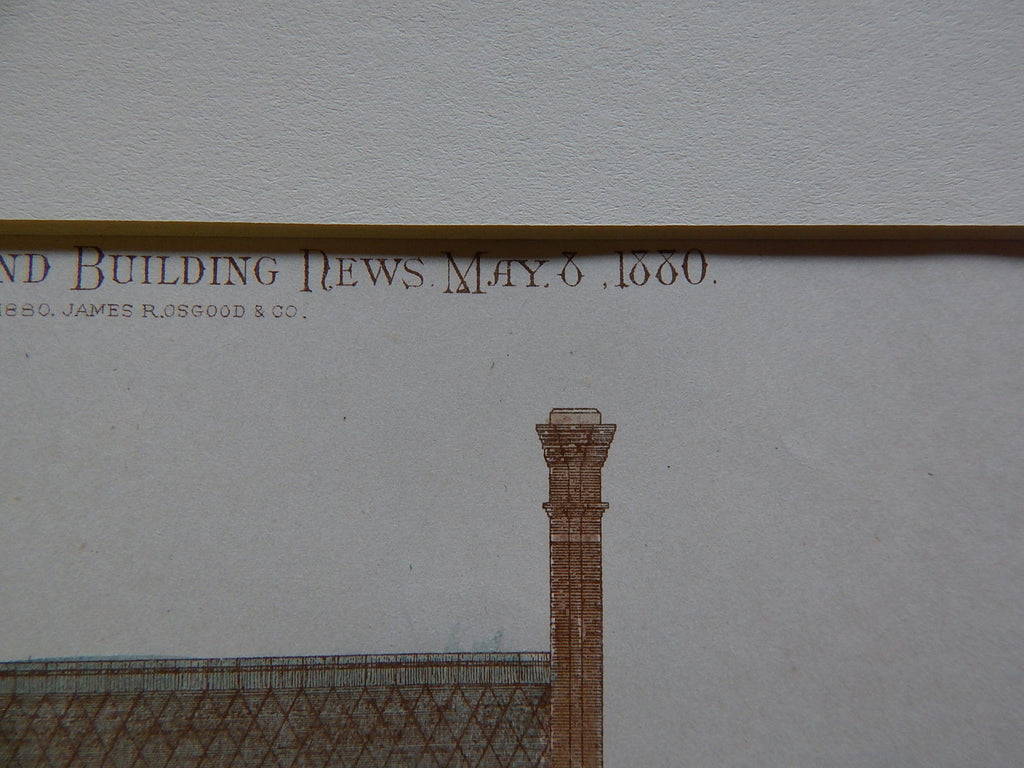 ND BUILDING NEWS. MAY. 8, 1880.
1880. JAMES R. OSGOOD & CO.